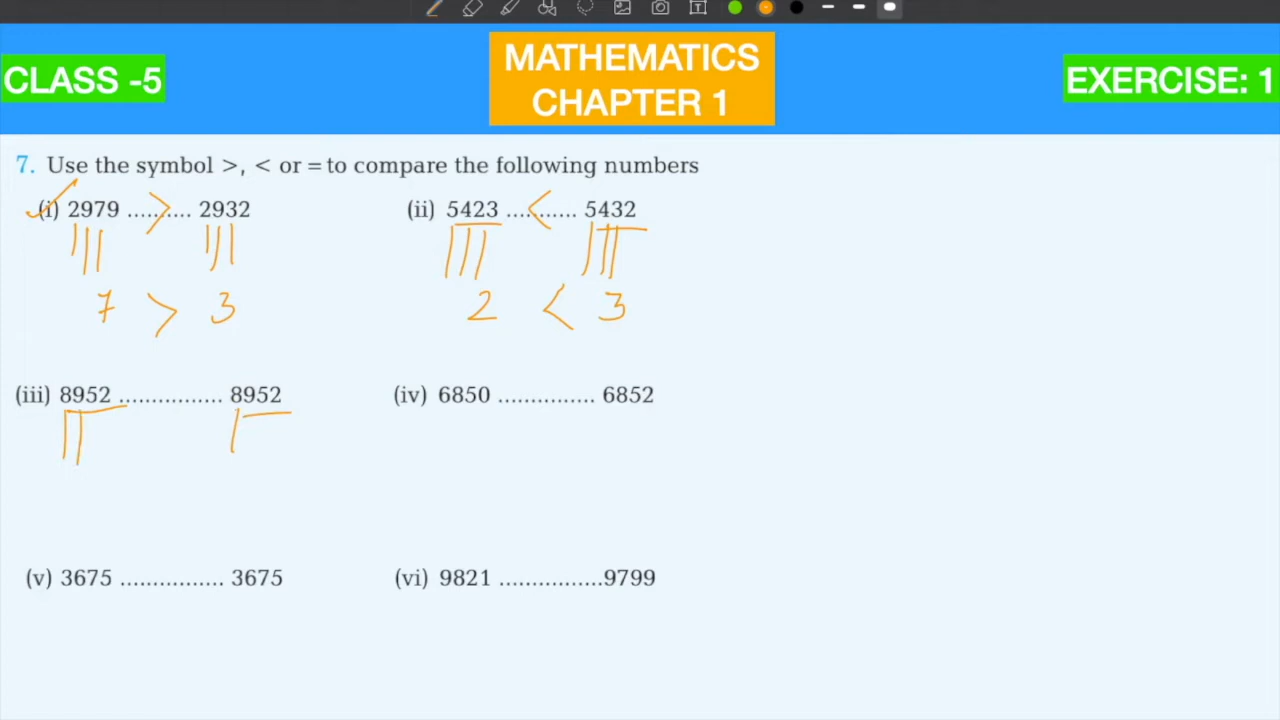 CLASS -5
MATHEMATICS
CHAPTER 1
EXERCISE: 1
7. Use the symbol >, < or = to compare the following numbers
(i) 2979 .......... 2932 >
(ii) 5423 ........... 5432 <
7 > 3
2 < 3
(iii) 8952 ................ 8952
(iv) 6850 ............... 6852
(v) 3675 ................ 3675
(vi) 9821 ................9799